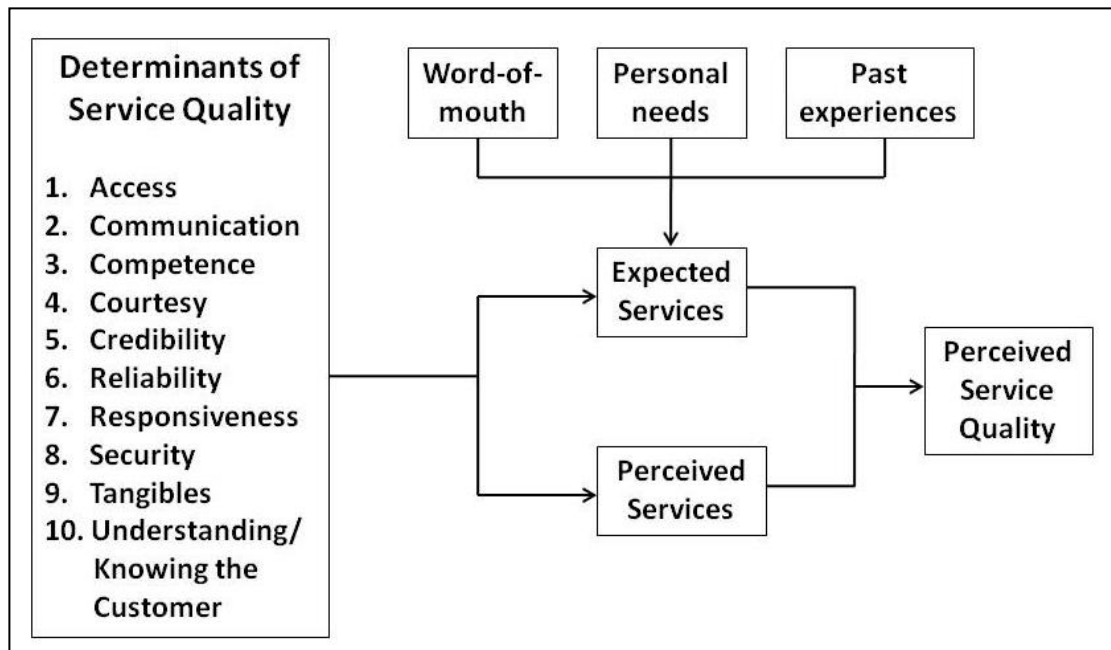 Determinants of
Service Quality
1. Access
2. Communication
3. Competence
4. Courtesy
5. Credibility
6. Reliability
7. Responsiveness
8. Security
9. Tangibles
10. Understanding/
Knowing the
Customer
Word-of-
mouth
Personal
needs
Past
experiences
Expected
Services
Perceived
Services
Perceived
Service
Quality